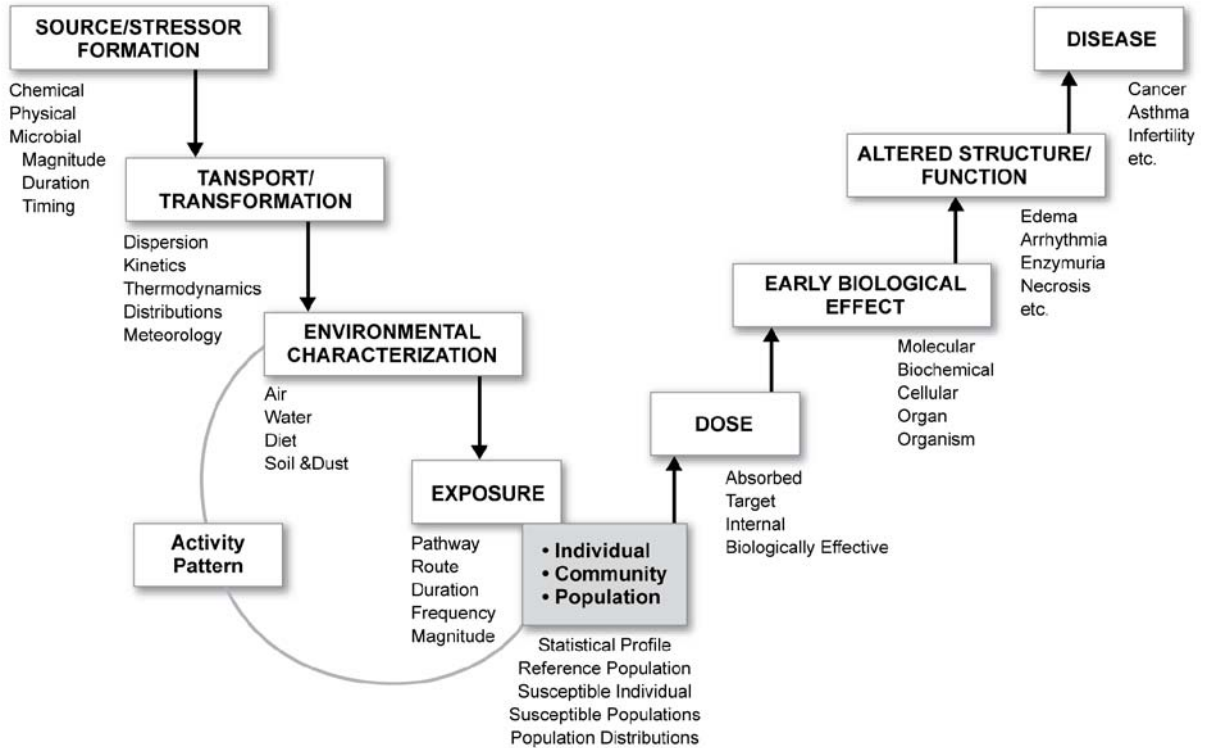 SOURCE/STRESSOR
FORMATION
Chemical
Physical
Microbial
Magnitude
Duration
Timing
TANSPORT/
TRANSFORMATION
Dispersion
Kinetics
Thermodynamics
Distributions
Meteorology
ENVIRONMENTAL
CHARACTERIZATION
Air
Water
Diet
Soil &Dust
Activity
Pattern
EXPOSURE
Pathway
Route
Duration
Frequency
Magnitude
• Individual
• Community
• Population
Statistical Profile
Reference Population
Susceptible Individual
Susceptible Populations
Population Distributions
DOSE
Absorbed
Target
Internal
Biologically Effective
EARLY BIOLOGICAL
EFFECT
Molecular
Biochemical
Cellular
Organ
Organism
ALTERED STRUCTURE/
FUNCTION
Edema
Arrhythmia
Enzymuria
Necrosis
etc.
DISEASE
Cancer
Asthma
Infertility
etc.